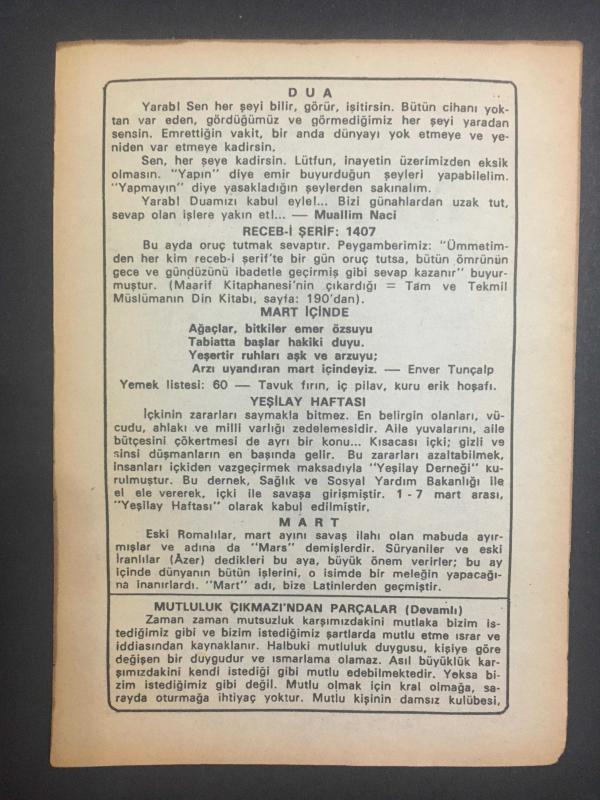 D U A
Yarab! Sen her şeyi bilir, görür, işitirsin. Bütün cihanı yok-
tan var eden, gördüğümüz ve görmediğimiz her şeyi yaradan
sensin. Emrettiğin vakit, bir anda dünyayı yok etmeye ve ye-
niden var etmeye kadirsin.
Sen, her şeye kadirsin. Lütfun, inayetin üzerimizden eksik
olmasın. "Yapın" diye emir buyurduğun şeyleri yapabilelim.
"Yapmayın" diye yasakladığın şeylerden sakınalım.
Yarab! Duamızı kabul eyle!... Bizi günahlardan uzak tut,
sevap olan işlere yakın et!... — Muallim Naci
RECEB-İ ŞERİF: 1407
Bu ayda oruç tutmak sevaptır. Peygamberimiz: "Ümmetim-
den her kim receb-i şerif'te bir gün oruç tutsa, bütün ömrünün
gece ve gündüzünü ibadetle geçirmiş gibi sevap kazanır" buyur-
muştur. (Maarif Kitaphanesi'nin çıkardığı = Tam ve Tekmil
Müslümanın Din Kitabı, sayfa: 190'dan).
MART İÇİNDE
Ağaçlar, bitkiler emer özsuyu
Tabiatta başlar hakiki duyu.
Yeşertir ruhları aşk ve arzuyu;
Arzı uyandıran mart içindeyiz. — Enver Tunçalp
Yemek listesi: 60 — Tavuk fırın, iç pilav, kuru erik hoşafı.
YEŞİLAY HAFTASI
İçkinin zararları saymakla bitmez. En belirgin olanları, vü-
cudu, ahlakı ve milli varlığı zedelemesidir. Aile yuvalarını, aile
bütçesini çökertmesi de ayrı bir konu... Kısacası içki; gizli ve
sinsi düşmanların en başında gelir. Bu zararları azaltabilmek,
insanları içkiden vazgeçirmek maksadıyla "Yeşilay Derneği" ku-
rulmuştur. Bu dernek, Sağlık ve Sosyal Yardım Bakanlığı ile
el ele vererek, içki ile savaşa girişmiştir. 1 - 7 mart arası,
"Yeşilay Haftası" olarak kabul edilmiştir.
M A R T
Eski Romalılar, mart ayını savaş ilahı olan mabuda ayır-
mışlar ve adına da "Mars" demişlerdir. Süryaniler ve eski
İranlılar (Âzer) dedikleri bu aya, büyük önem verirler; bu ay
içinde dünyanın bütün işlerini, o isimde bir meleğin yapacağı-
na inanırlardı. "Mart" adı, bize Latinlerden geçmiştir.
MUTLULUK ÇIKMAZI'NDAN PARÇALAR (Devamlı)
Zaman zaman mutsuzluk karşımızdakini mutlaka bizim is-
tediğimiz gibi ve bizim istediğimiz şartlarda mutlu etme ısrar ve
iddiasından kaynaklanır. Halbuki mutluluk duygusu, kişiye göre
değişen bir duygudur ve ısmarlama olamaz. Asıl büyüklük kar-
şımızdakini kendi istediği gibi mutlu edebilmektedir. Yoksa bi-
zim istediğimiz gibi değil. Mutlu olmak için kral olmağa, sa-
rayda oturmağa ihtiyaç yoktur. Mutlu kişinin damsız kulübesi,